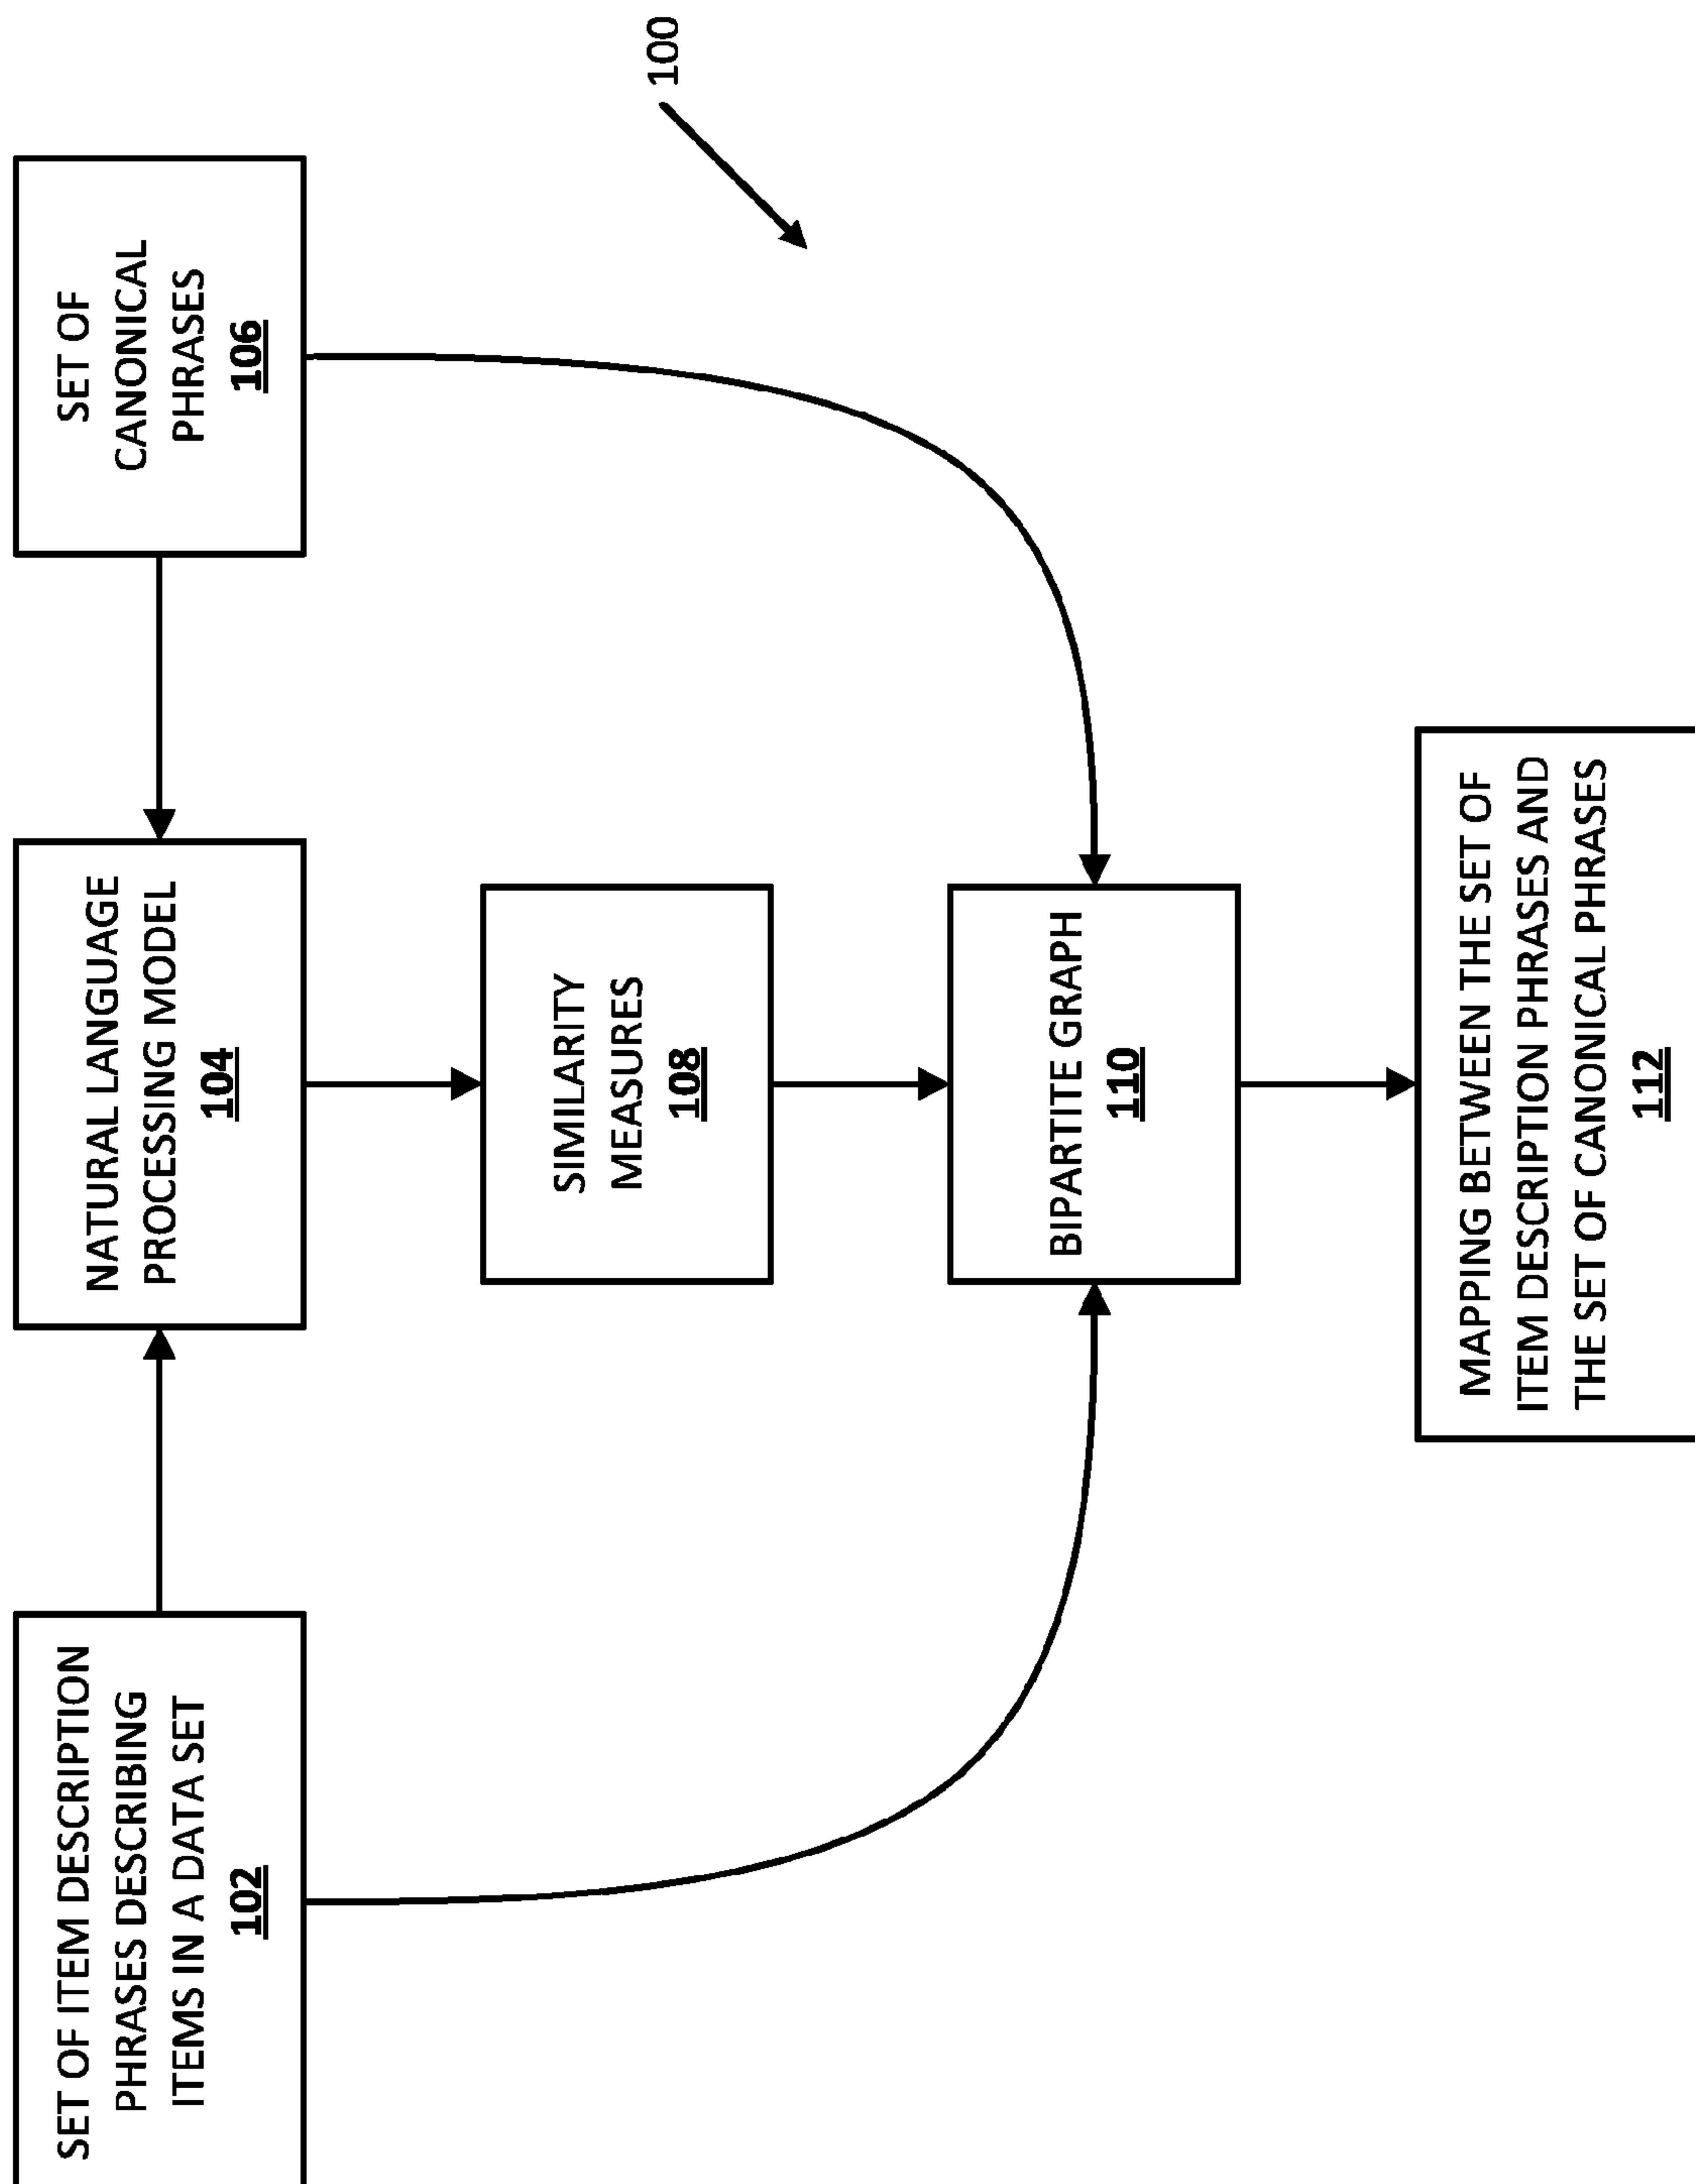 SET OF ITEM DESCRIPTION
PHRASES DESCRIBING
ITEMS IN A DATA SET
102
NATURAL LANGUAGE
PROCESSING MODEL
104
SET OF
CANONICAL
PHRASES
106
SIMILARITY
MEASURES
108
100
BIPARTITE GRAPH
110
MAPPING BETWEEN THE SET OF
ITEM DESCRIPTION PHRASES AND
THE SET OF CANONICAL PHRASES
112